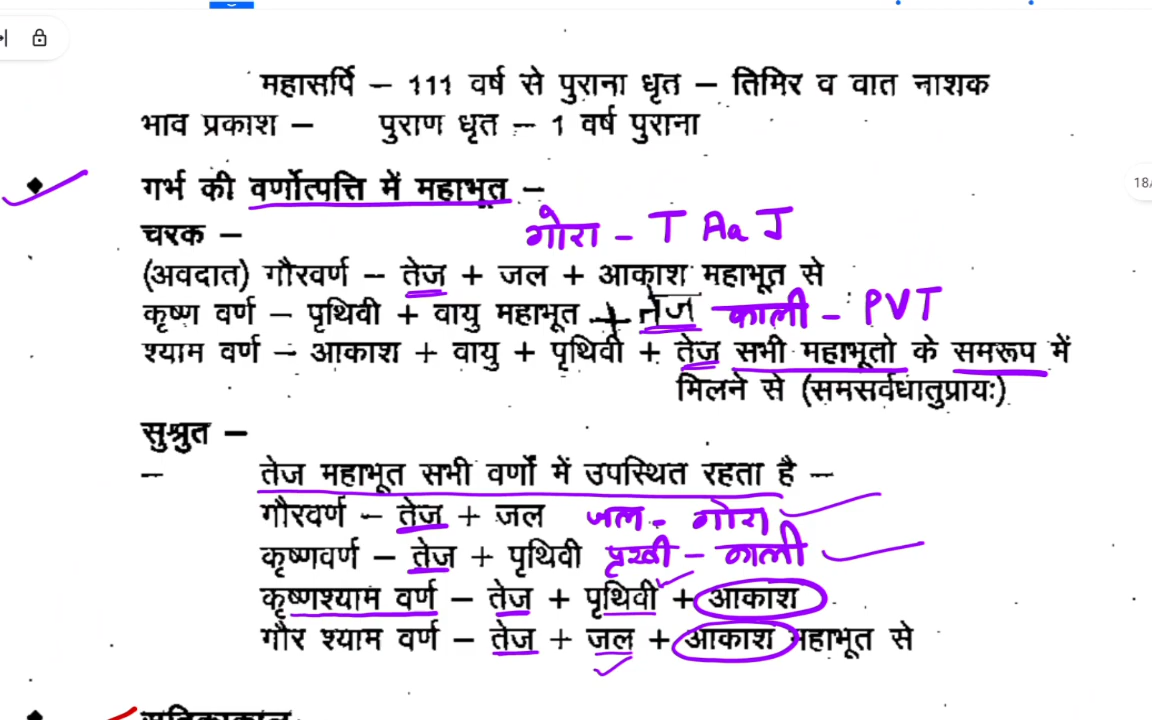 महासर्पि – 111 वर्ष से पुराना धृत – तिमिर व वात नाशक
भाव प्रकाश – पुराण धृत – 1 वर्ष पुराना
18/
◆ गर्भ की वर्णोत्पत्ति में महाभूत –
चरक – गोरा – T Aa J
(अवदात) गौरवर्ण – तेज + जल + आकाश महाभूत से
कृष्ण वर्ण – पृथिवी + वायु महाभूत + तेज काली – PVT
श्याम वर्ण – आकाश + वायु + पृथिवी + तेज सभी महाभूतो के समरूप में
मिलने से (समसर्वधातुप्रायः)
सुश्रुत –
– तेज महाभूत सभी वर्णों में उपस्थित रहता है –
गौरवर्ण – तेज + जल जल - गोरा
कृष्णवर्ण – तेज + पृथिवी पृथ्वी – काली
कृष्णश्याम वर्ण – तेज + पृथिवी + आकाश
गौर श्याम वर्ण – तेज + जल + आकाश महाभूत से
◆ सूतिकाकाल